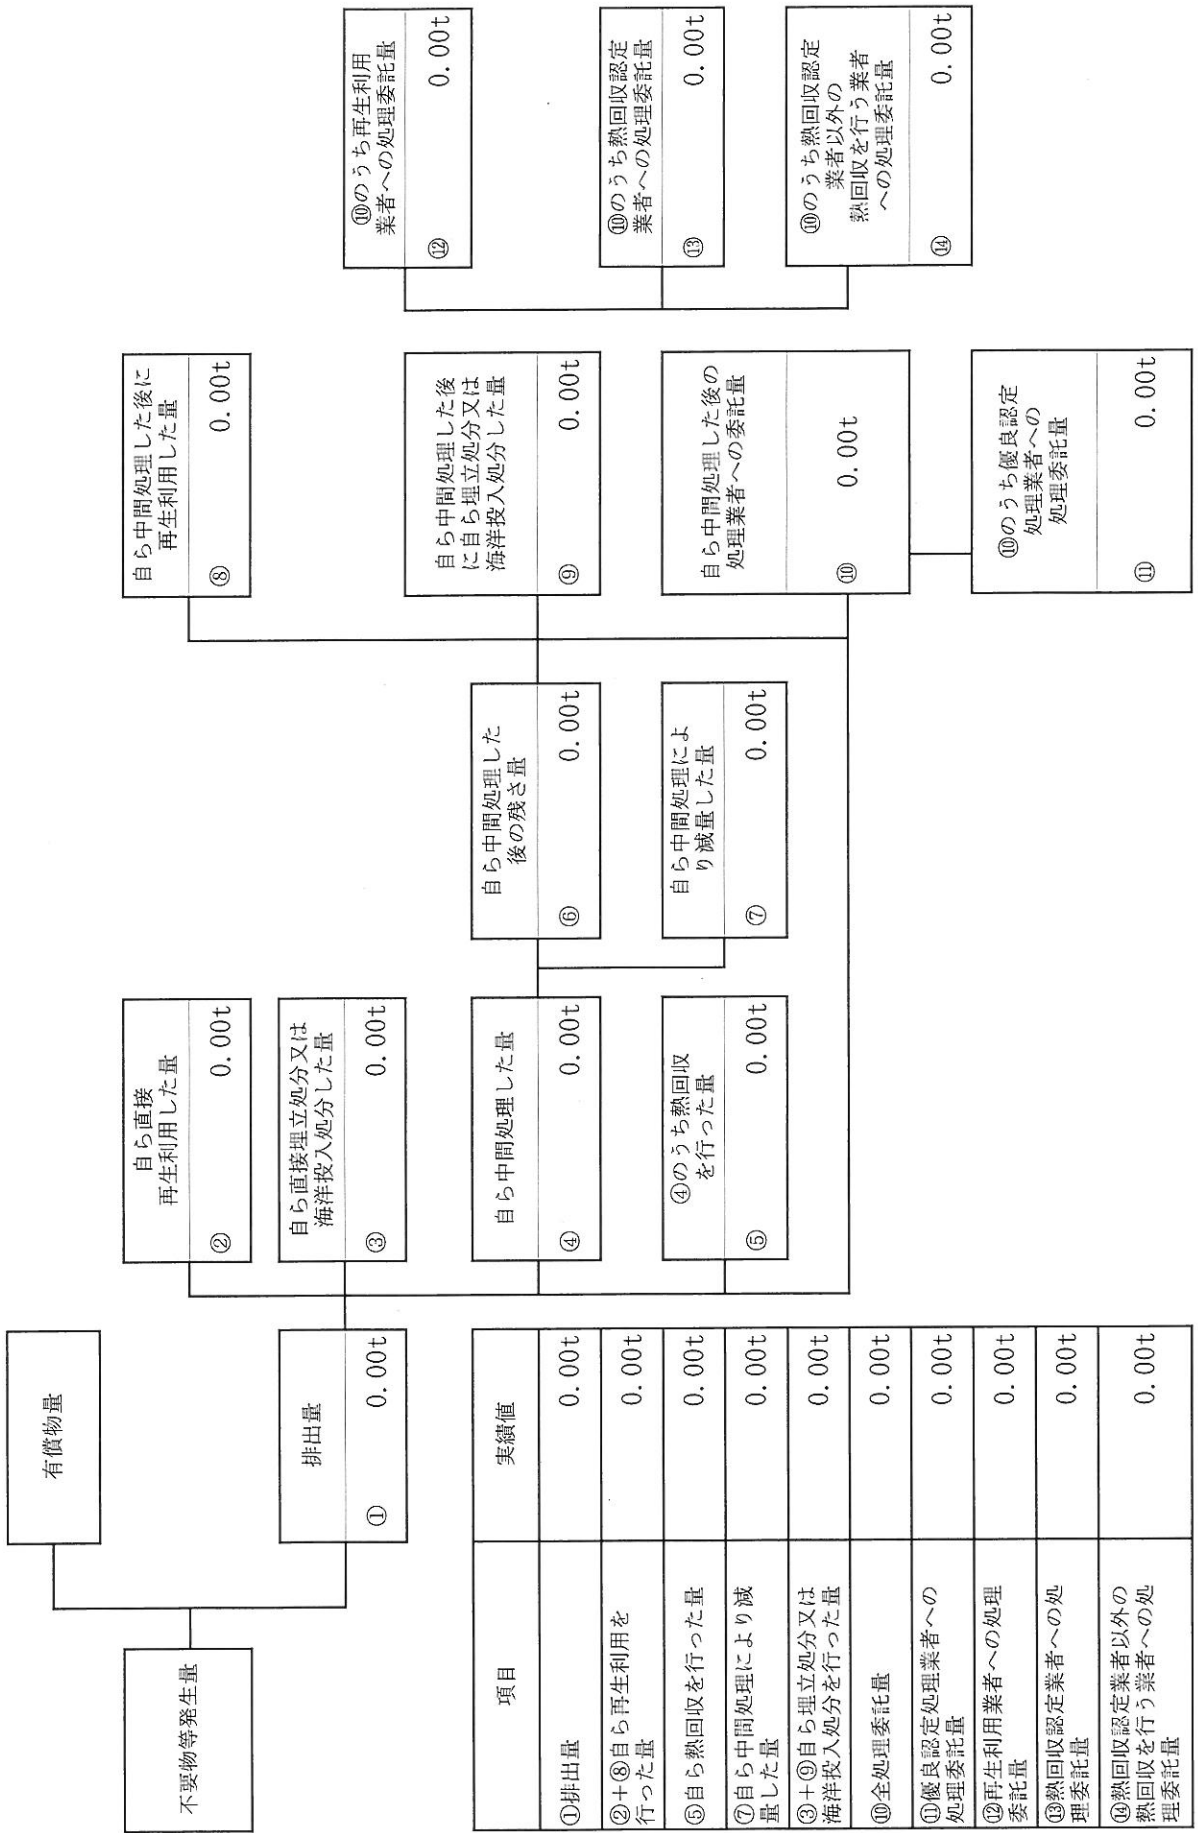 不要物等発生量
有償物量
排出量
① 0.00t
自ら直接
再生利用した量
② 0.00t
自ら直接埋立処分又は
海洋投入処分した量
③ 0.00t
自ら中間処理した量
④ 0.00t
④のうち熱回収
を行った量
⑤ 0.00t
自ら中間処理した
後の残さ量
⑥ 0.00t
自ら中間処理によ
り減量した量
⑦ 0.00t
自ら中間処理した後に
再生利用した量
⑧ 0.00t
自ら中間処理した後
に自ら埋立処分又は
海洋投入処分した量
⑨ 0.00t
自ら中間処理した後の
処理業者への委託量
⑩ 0.00t
⑩のうち優良認定
処理業者への
処理委託量
⑪ 0.00t
⑩のうち再生利用
業者への処理委託量
⑫ 0.00t
⑩のうち熱回収認定
業者への処理委託量
⑬ 0.00t
⑩のうち熱回収認定
業者以外の
熱回収を行う業者
への処理委託量
⑭ 0.00t
項目 実績値
①排出量 0.00t
②+⑧自ら再生利用を
行った量 0.00t
⑤自ら熱回収を行った量 0.00t
⑦自ら中間処理により減
量した量 0.00t
③+⑨自ら埋立処分又は
海洋投入処分を行った量 0.00t
⑩全処理委託量 0.00t
⑪優良認定処理業者への
処理委託量 0.00t
⑫再生利用業者への処理
委託量 0.00t
⑬熱回収認定業者への処
理委託量 0.00t
⑭熱回収認定業者以外の
熱回収を行う業者への処
理委託量 0.00t